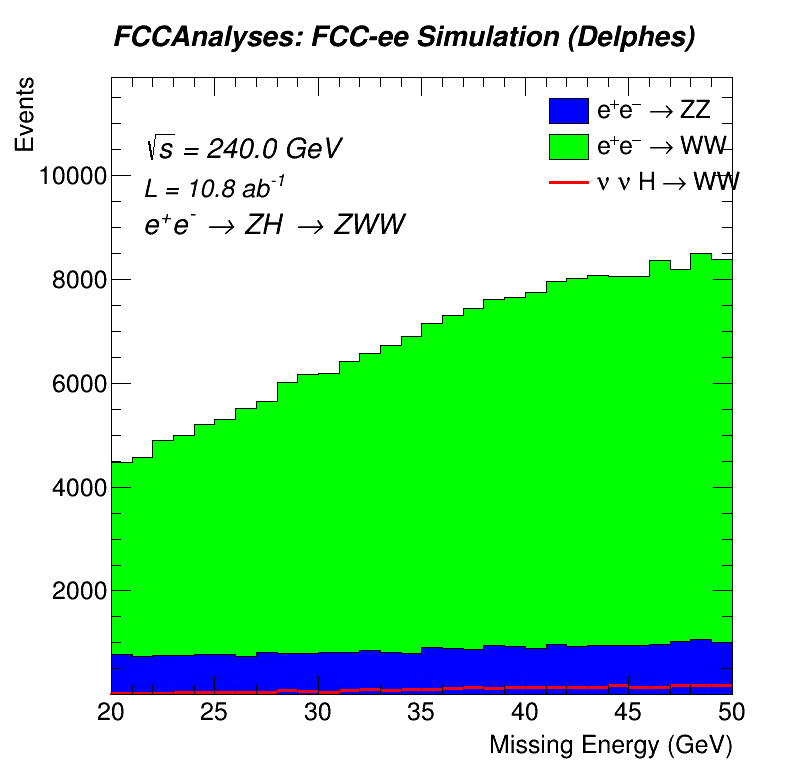 FCCAnalyses: FCC-ee Simulation (Delphes)
Events
√s = 240.0 GeV
L = 10.8 ab⁻¹
e⁺e⁻ → ZH → ZWW
e⁺e⁻ → ZZ
e⁺e⁻ → WW
ν ν H → WW
10000
8000
6000
4000
2000
20 25 30 35 40 45 50
Missing Energy (GeV)